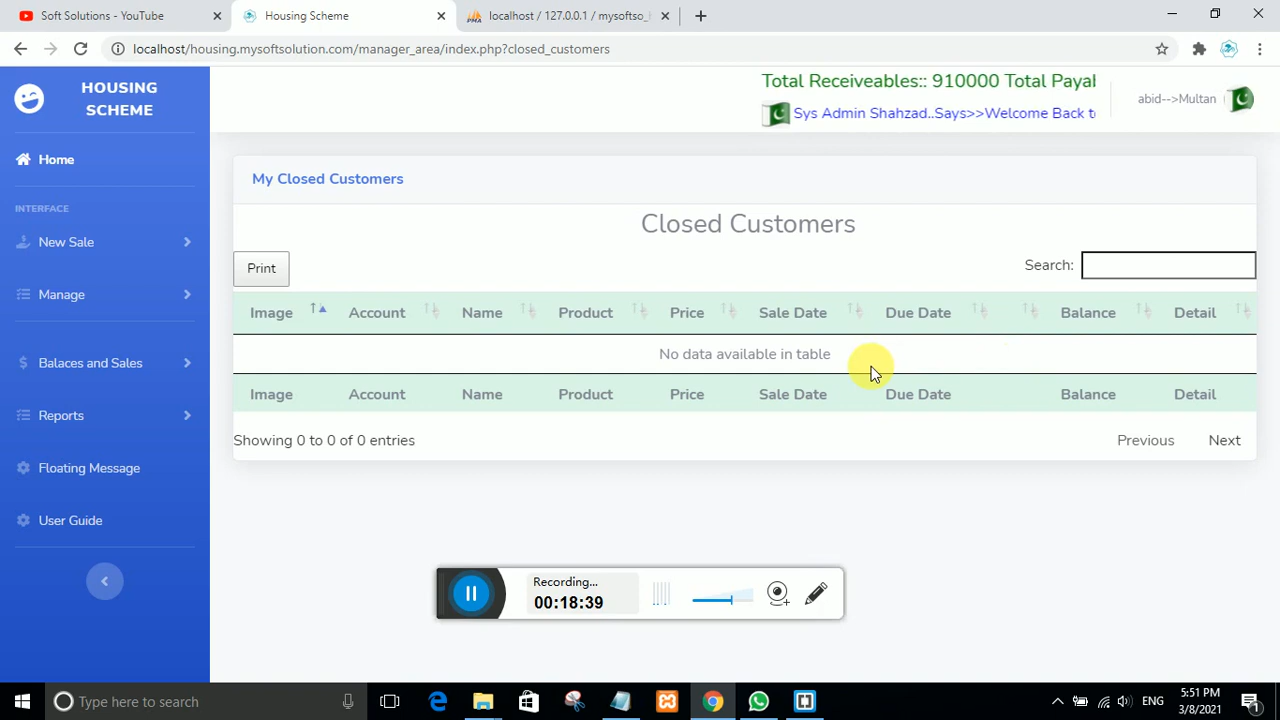 Soft Solutions - YouTube
Housing Scheme
localhost / 127.0.0.1 / mysoftso_
localhost/housing.mysoftsolution.com/manager_area/index.php?closed_customers
HOUSING
SCHEME
Total Receiveables:: 910000 Total Payab
Sys Admin Shahzad..Says>>Welcome Back to
abid-->Multan
Home
INTERFACE
New Sale
Manage
Balaces and Sales
Reports
Floating Message
User Guide
My Closed Customers
Closed Customers
Print
Search:
Image Account Name Product Price Sale Date Due Date Balance Detail
No data available in table
Image Account Name Product Price Sale Date Due Date Balance Detail
Showing 0 to 0 of 0 entries
Previous Next
Recording...
00:18:39
Type here to search
ENG
5:51 PM
3/8/2021
1